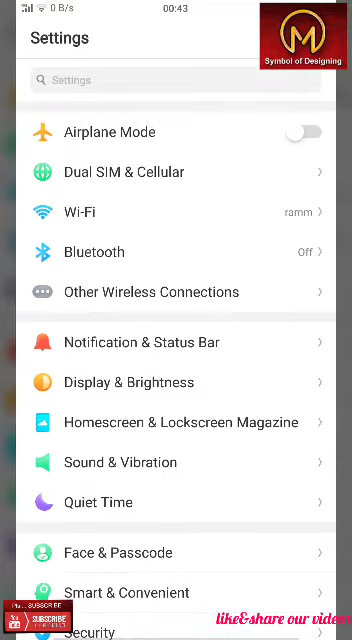 0 B/s 00:43
Settings
Symbol of Designing
Settings
Airplane Mode
Dual SIM & Cellular
Wi-Fi ramm
Bluetooth Off
Other Wireless Connections
Notification & Status Bar
Display & Brightness
Homescreen & Lockscreen Magazine
Sound & Vibration
Quiet Time
Face & Passcode
SUBSCRIBE
Smart & Convenient
SUBSCRIBE
like&share our videos
Security